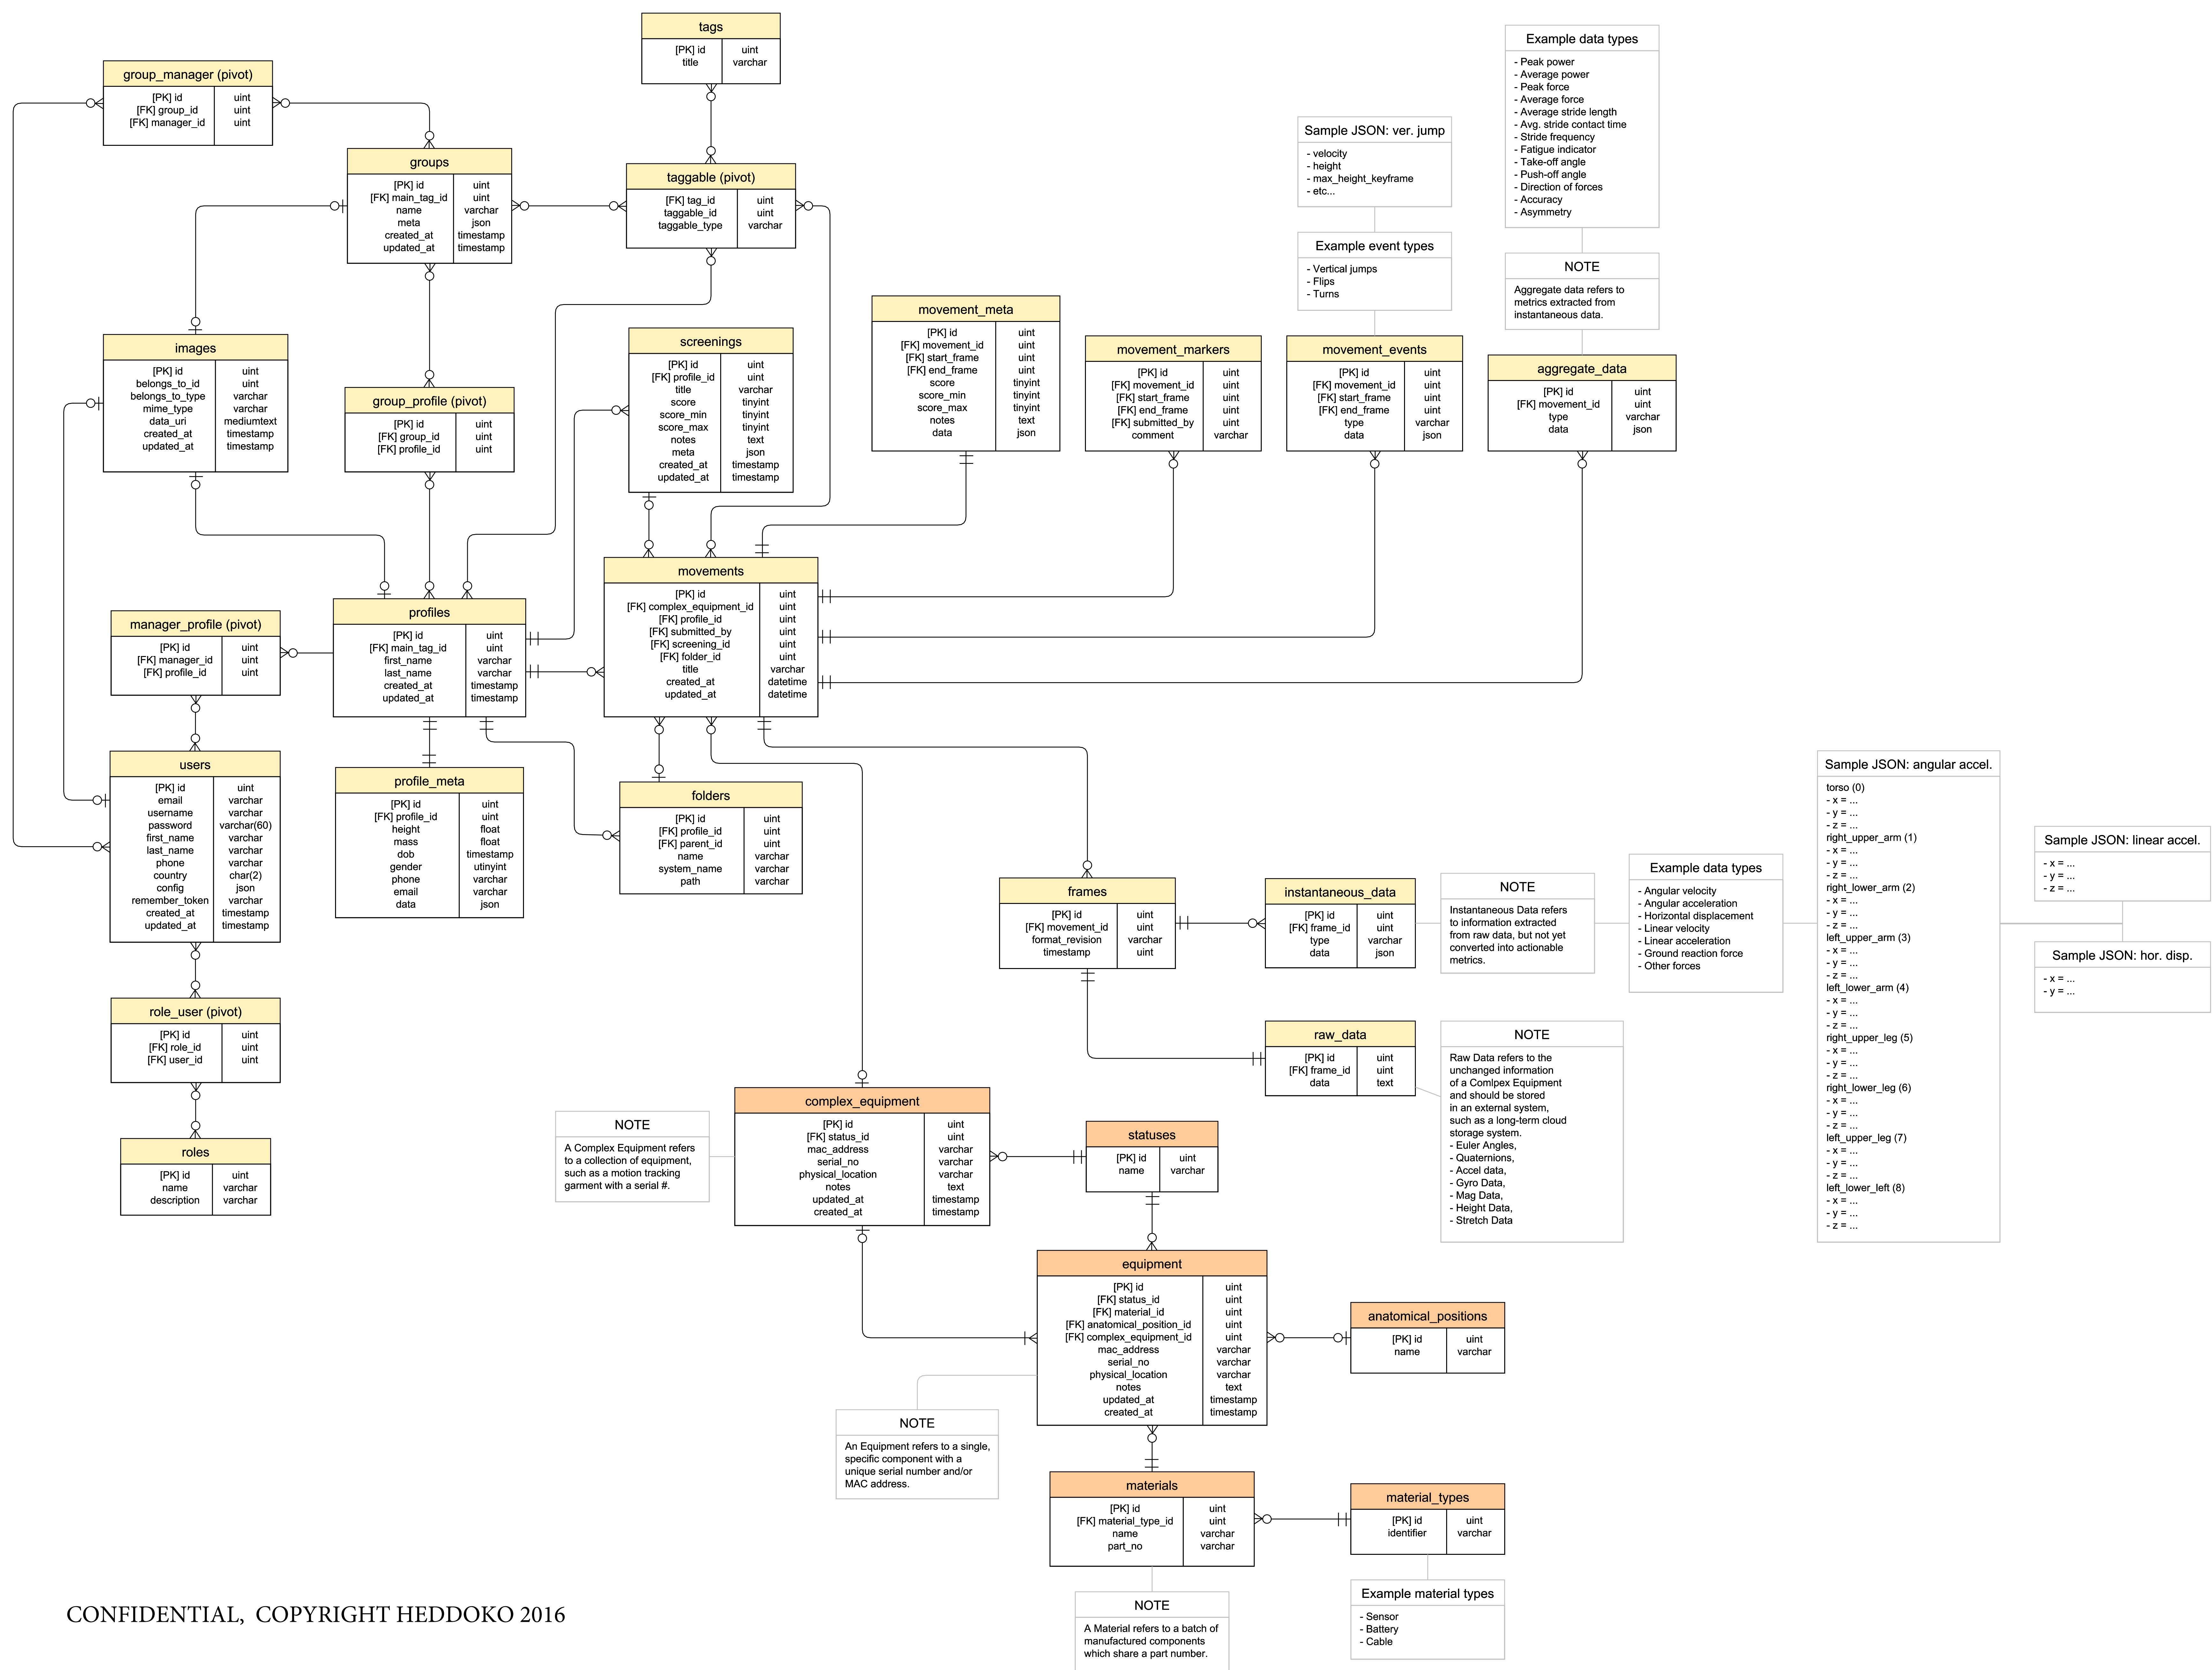 tags
[PK] id uint
title varchar
group_manager (pivot)
[PK] id uint
[FK] group_id uint
[FK] manager_id uint
groups
[PK] id uint
[FK] main_tag_id uint
name varchar
meta json
created_at timestamp
updated_at timestamp
taggable (pivot)
[FK] tag_id uint
taggable_id uint
taggable_type varchar
Example data types
- Peak power
- Average power
- Peak force
- Average force
- Average stride length
- Avg. stride contact time
- Stride frequency
- Fatigue indicator
- Take-off angle
- Push-off angle
- Direction of forces
- Accuracy
- Asymmetry
Sample JSON: ver. jump
- velocity
- height
- max_height_keyframe
- etc...
Example event types
- Vertical jumps
- Flips
- Turns
NOTE
Aggregate data refers to
metrics extracted from
instantaneous data.
images
[PK] id uint
belongs_to_id uint
belongs_to_type varchar
mime_type varchar
data_uri mediumtext
created_at timestamp
updated_at timestamp
group_profile (pivot)
[PK] id uint
[FK] group_id uint
[FK] profile_id uint
screenings
[PK] id uint
[FK] profile_id uint
title varchar
score tinyint
score_min tinyint
score_max tinyint
notes text
meta json
created_at timestamp
updated_at timestamp
movement_meta
[PK] id uint
[FK] movement_id uint
[FK] start_frame uint
[FK] end_frame uint
score tinyint
score_min tinyint
score_max tinyint
notes text
data json
movement_markers
[PK] id uint
[FK] movement_id uint
[FK] start_frame uint
[FK] end_frame uint
[FK] submitted_by uint
comment varchar
movement_events
[PK] id uint
[FK] movement_id uint
[FK] start_frame uint
[FK] end_frame uint
type varchar
data json
aggregate_data
[PK] id uint
[FK] movement_id uint
type varchar
data json
manager_profile (pivot)
[PK] id uint
[FK] manager_id uint
[FK] profile_id uint
profiles
[PK] id uint
[FK] main_tag_id uint
first_name varchar
last_name varchar
created_at timestamp
updated_at timestamp
movements
[PK] id uint
[FK] complex_equipment_id uint
[FK] profile_id uint
[FK] submitted_by uint
[FK] screening_id uint
[FK] folder_id uint
title varchar
created_at datetime
updated_at datetime
users
[PK] id uint
email varchar
username varchar
password varchar(60)
first_name varchar
last_name varchar
phone varchar
country char(2)
config json
remember_token varchar
created_at timestamp
updated_at timestamp
profile_meta
[PK] id uint
[FK] profile_id uint
height float
mass float
dob timestamp
gender utinyint
phone varchar
email varchar
data json
folders
[PK] id uint
[FK] profile_id uint
[FK] parent_id uint
name varchar
system_name varchar
path varchar
frames
[PK] id uint
[FK] movement_id uint
format_revision varchar
timestamp uint
instantaneous_data
[PK] id uint
[FK] frame_id uint
type varchar
data json
NOTE
Instantaneous Data refers
to information extracted
from raw data, but not yet
converted into actionable
metrics.
Example data types
- Angular velocity
- Angular acceleration
- Horizontal displacement
- Linear velocity
- Linear acceleration
- Ground reaction force
- Other forces
Sample JSON: angular accel.
torso (0)
- x = ...
- y = ...
- z = ...
right_upper_arm (1)
- x = ...
- y = ...
- z = ...
right_lower_arm (2)
- x = ...
- y = ...
- z = ...
left_upper_arm (3)
- x = ...
- y = ...
- z = ...
left_lower_arm (4)
- x = ...
- y = ...
- z = ...
right_upper_leg (5)
- x = ...
- y = ...
- z = ...
right_lower_leg (6)
- x = ...
- y = ...
- z = ...
left_upper_leg (7)
- x = ...
- y = ...
- z = ...
left_lower_left (8)
- x = ...
- y = ...
- z = ...
Sample JSON: linear accel.
- x = ...
- y = ...
- z = ...
Sample JSON: hor. disp.
- x = ...
- y = ...
role_user (pivot)
[PK] id uint
[FK] role_id uint
[FK] user_id uint
raw_data
[PK] id uint
[FK] frame_id uint
data text
NOTE
Raw Data refers to the
unchanged information
of a Comlpex Equipment
and should be stored
in an external system,
such as a long-term cloud
storage system.
- Euler Angles,
- Quaternions,
- Accel data,
- Gyro Data,
- Mag Data,
- Height Data,
- Stretch Data
roles
[PK] id uint
name varchar
description varchar
NOTE
A Complex Equipment refers
to a collection of equipment,
such as a motion tracking
garment with a serial #.
complex_equipment
[PK] id uint
[FK] status_id uint
mac_address varchar
serial_no varchar
physical_location varchar
notes text
updated_at timestamp
created_at timestamp
statuses
[PK] id uint
name varchar
equipment
[PK] id uint
[FK] status_id uint
[FK] material_id uint
[FK] anatomical_position_id uint
[FK] complex_equipment_id uint
mac_address varchar
serial_no varchar
physical_location varchar
notes text
updated_at timestamp
created_at timestamp
anatomical_positions
[PK] id uint
name varchar
NOTE
An Equipment refers to a single,
specific component with a
unique serial number and/or
MAC address.
materials
[PK] id uint
[FK] material_type_id uint
name varchar
part_no varchar
material_types
[PK] id uint
identifier varchar
Example material types
- Sensor
- Battery
- Cable
NOTE
A Material refers to a batch of
manufactured components
which share a part number.
CONFIDENTIAL, COPYRIGHT HEDDOKO 2016